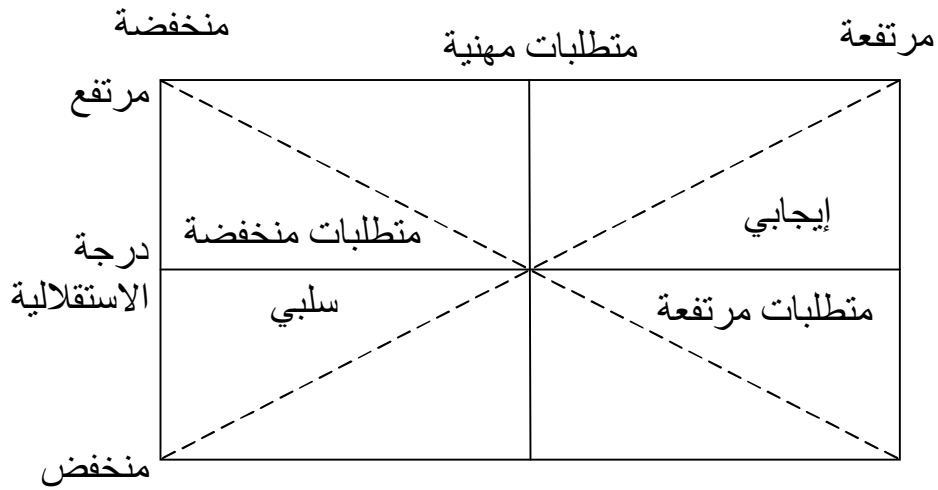 مرتفعة
متطلبات مهنية
منخفضة
مرتفع
إيجابي
متطلبات منخفضة
درجة
الاستقلالية
متطلبات مرتفعة
سلبي
منخفض